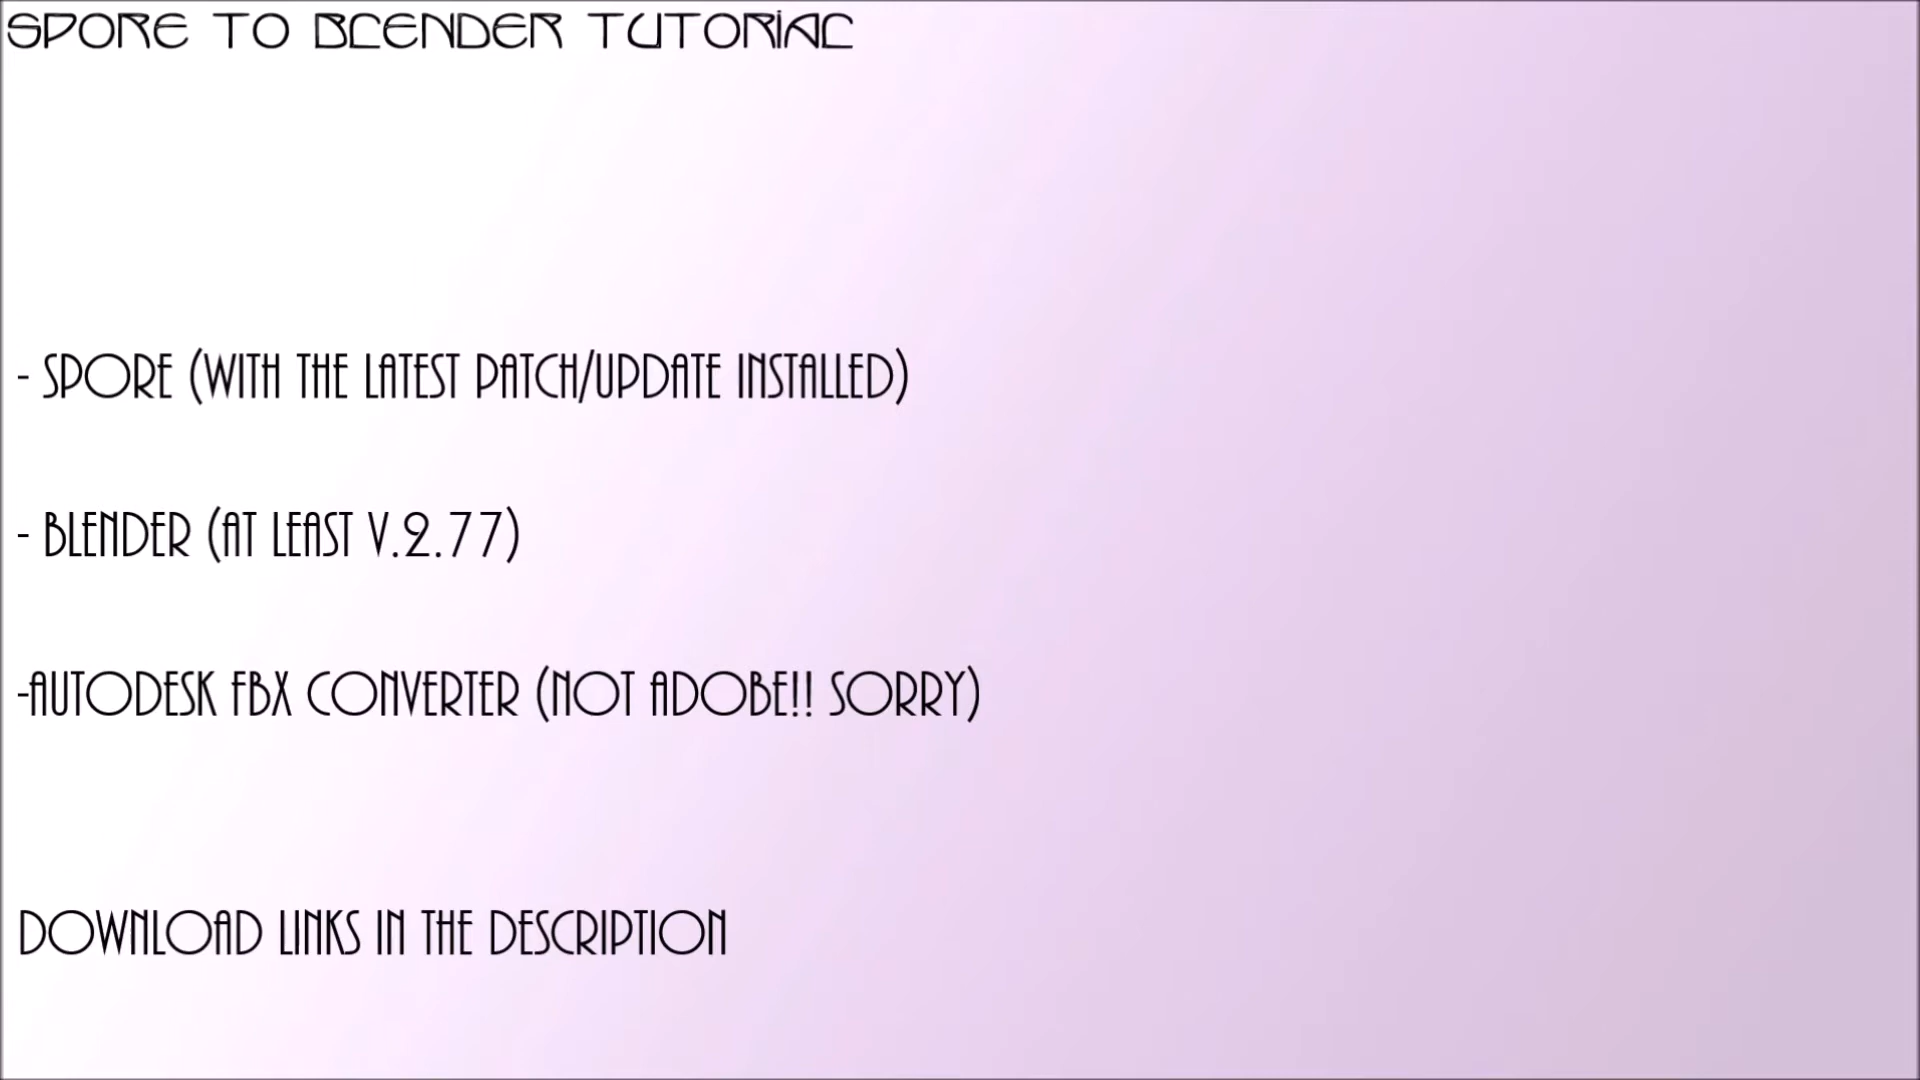 SPORE TO BLENDER TUTORiAL
- SPORE (WITH THE LATEST PATCH/UPDATE INSTALLED)
- BLENDER (AT LEAST V.2.77)
-AUTODESK FBX CONVERTER (NOT ADOBE!! SORRY)
DOWNLOAD LINKS IN THE DESCRIPTION